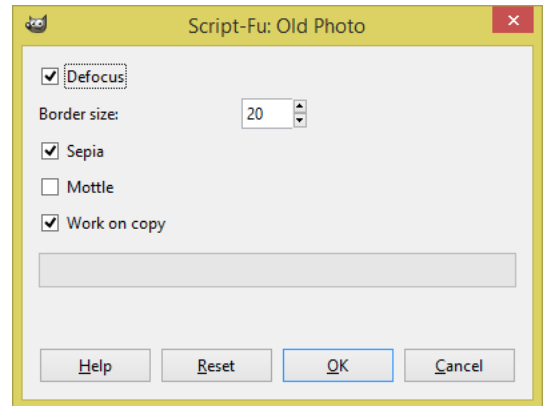 Script-Fu: Old Photo
Defocus
Border size: 20
Sepia
Mottle
Work on copy
Help Reset OK Cancel